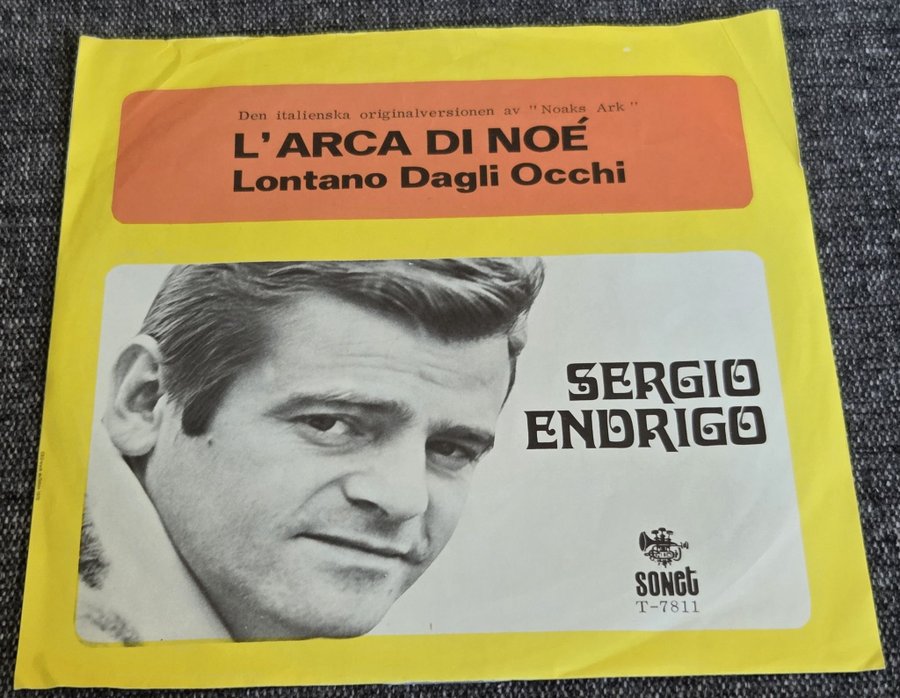 Den italienska originalversionen av "Noaks Ark"
L'ARCA DI NOÉ
Lontano Dagli Occhi
SERGIO
ENDRIGO
SONET
T-7811